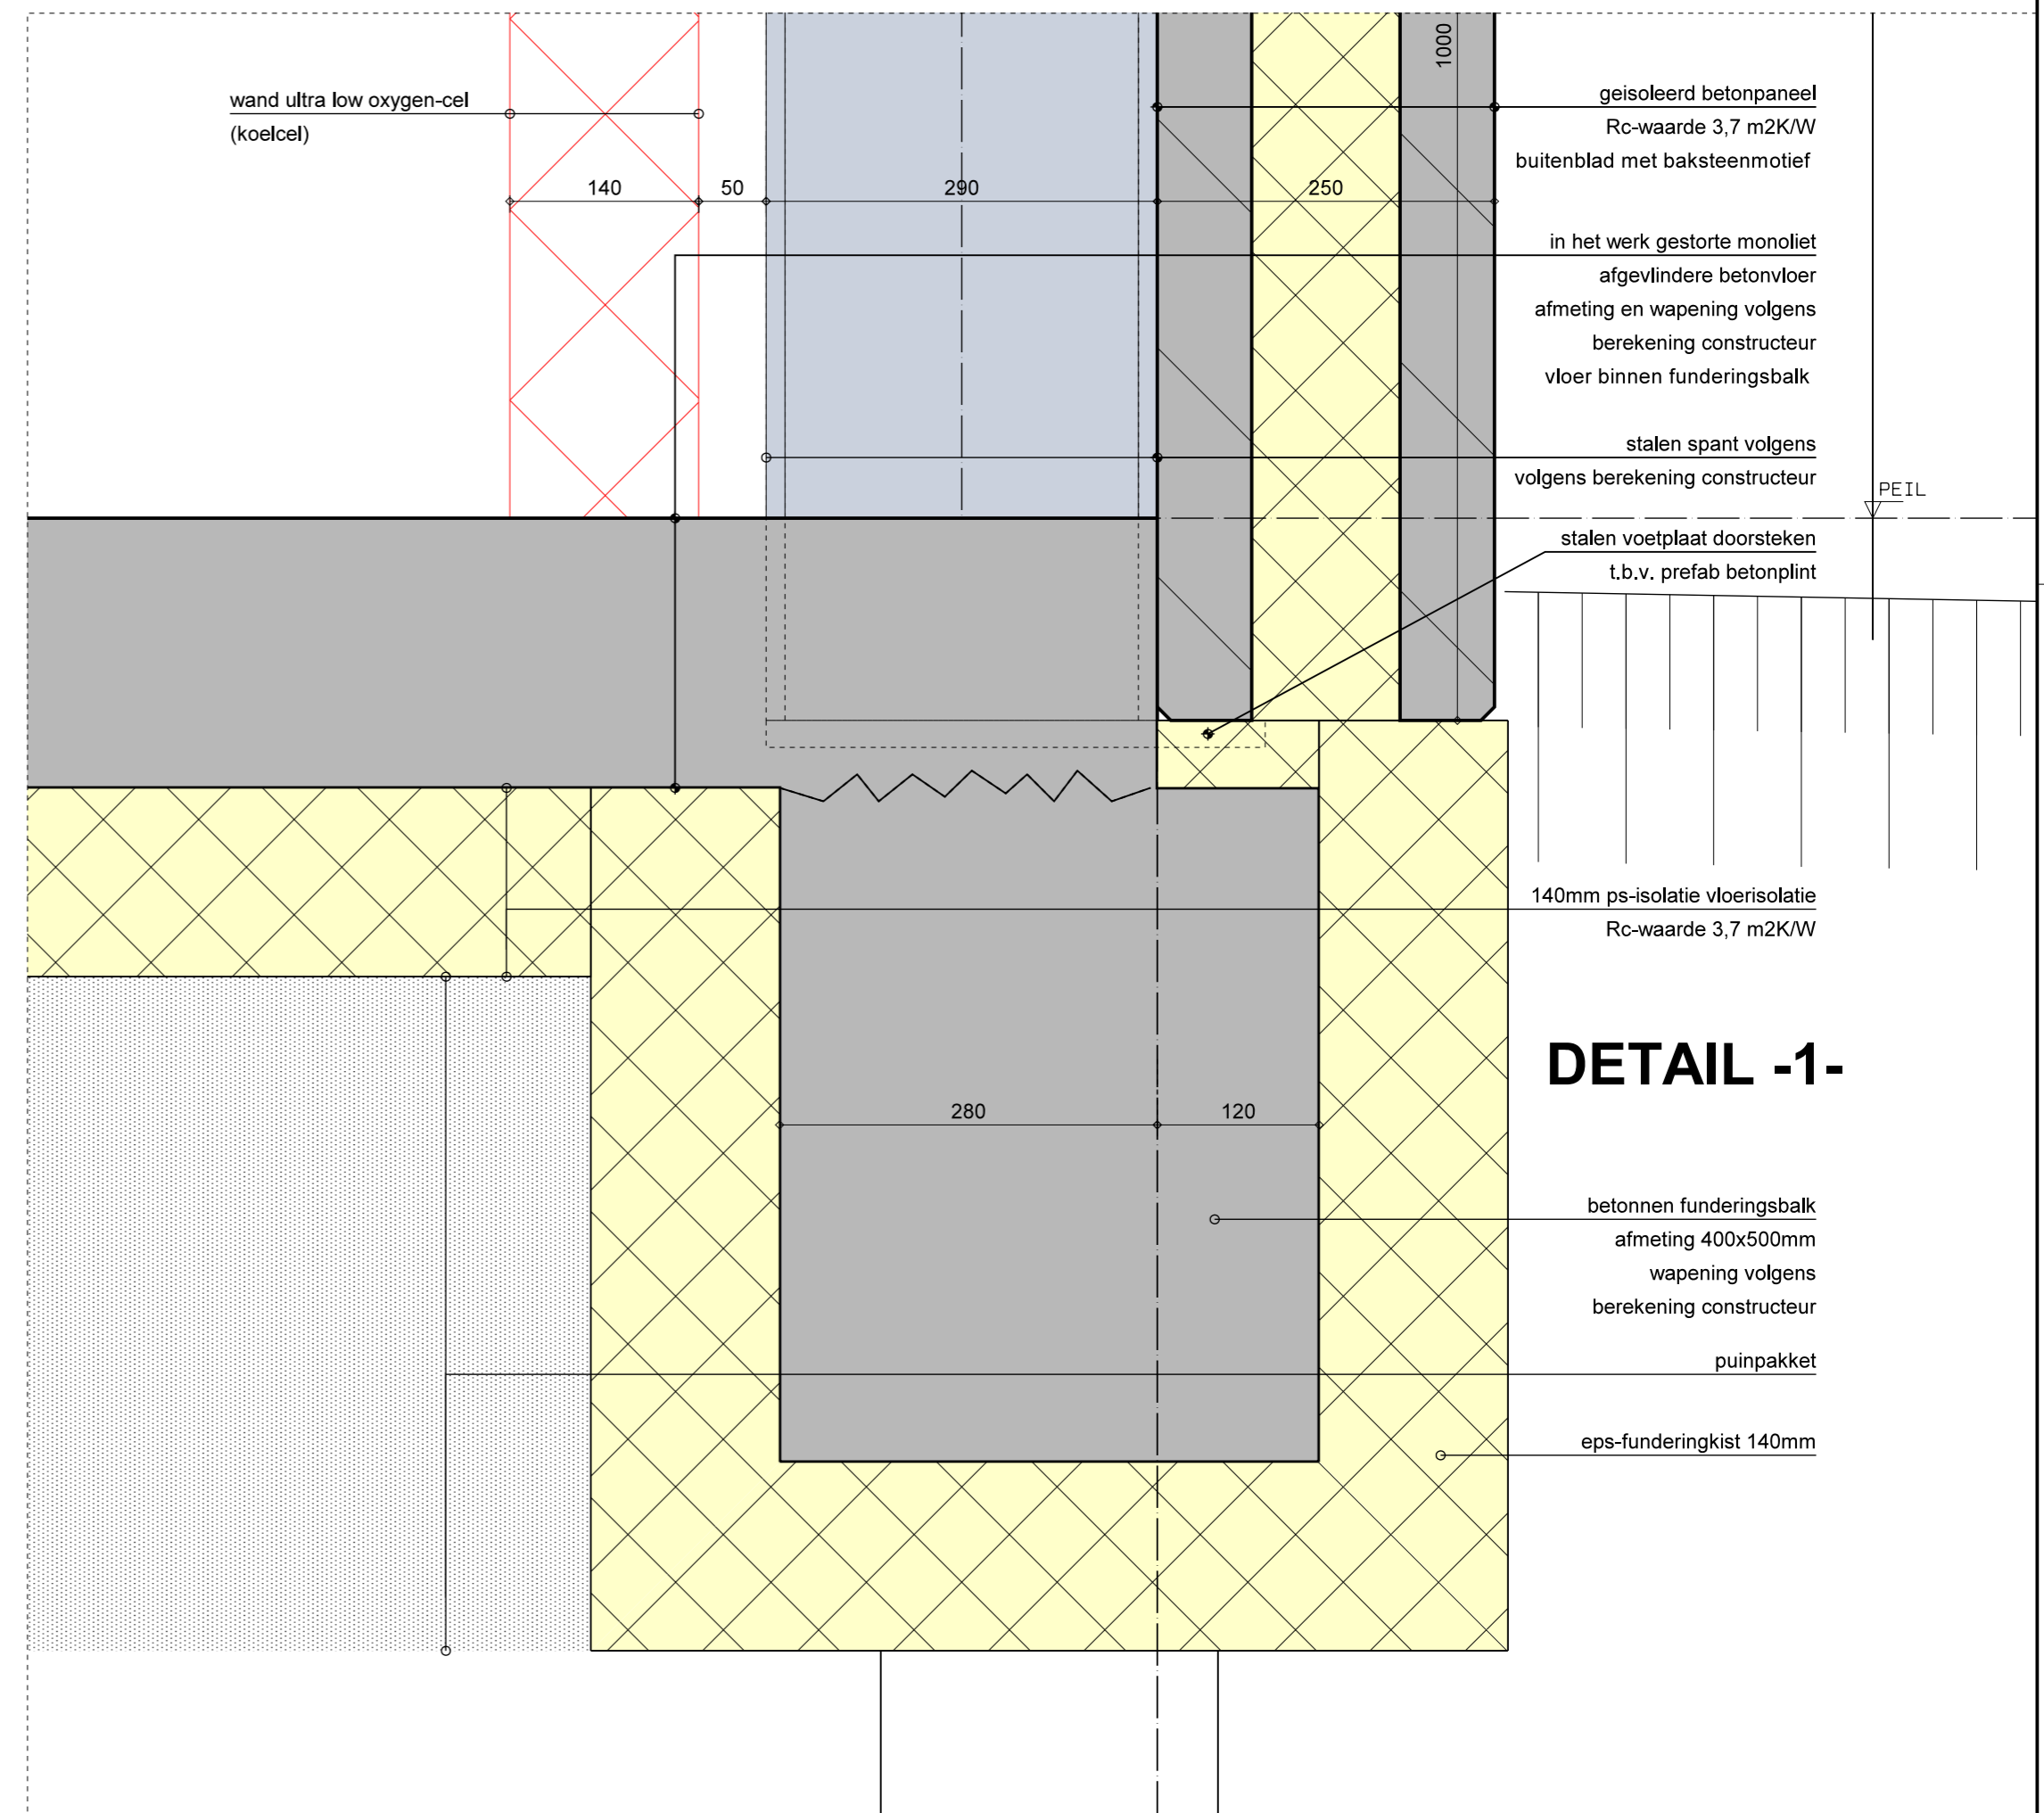 1000
wand ultra low oxygen-cel
(koelcel)
geisoleerd betonpaneel
Rc-waarde 3,7 m2K/W
buitenblad met baksteenmotief
140
50
290
250
in het werk gestorte monoliet
afgevlindere betonvloer
afmeting en wapening volgens
berekening constructeur
vloer binnen funderingsbalk
stalen spant volgens
volgens berekening constructeur
PEIL
stalen voetplaat doorsteken
t.b.v. prefab betonplint
140mm ps-isolatie vloerisolatie
Rc-waarde 3,7 m2K/W
DETAIL -1-
280
120
betonnen funderingsbalk
afmeting 400x500mm
wapening volgens
berekening constructeur
puinpakket
eps-funderingkist 140mm